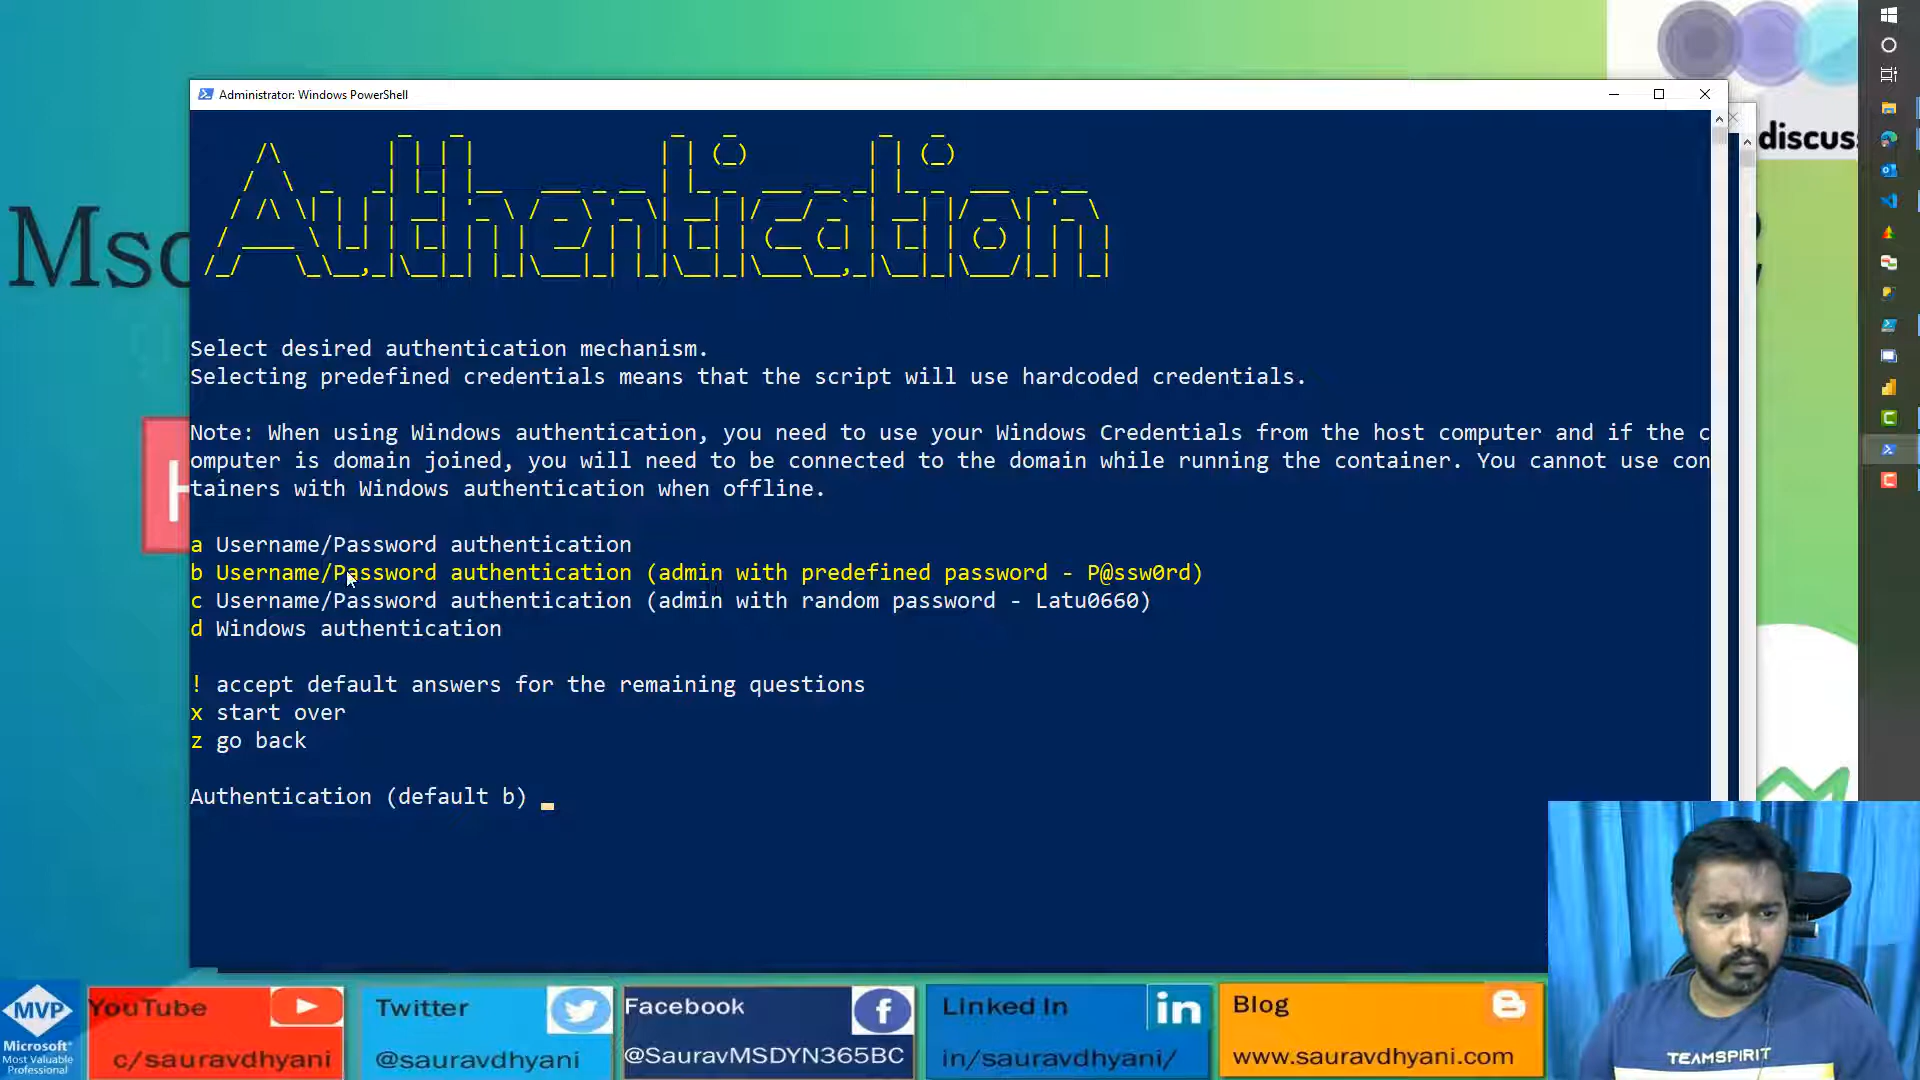 Administrator: Windows PowerShell
discuss
Msd
Authentication
Select desired authentication mechanism.
Selecting predefined credentials means that the script will use hardcoded credentials.
Note: When using Windows authentication, you need to use your Windows Credentials from the host computer and if the c
omputer is domain joined, you will need to be connected to the domain while running the container. You cannot use con
tainers with Windows authentication when offline.
a Username/Password authentication
b Username/Password authentication (admin with predefined password - P@ssw0rd)
c Username/Password authentication (admin with random password - Latu0660)
d Windows authentication
! accept default answers for the remaining questions
x start over
z go back
Authentication (default b)
MVP
Microsoft®
Most Valuable
Professional
YouTube
c/sauravdhyani
Twitter
@sauravdhyani
Facebook
@SauravMSDYN365BC
Linked In
in
in/sauravdhyani/
Blog
www.sauravdhyani.com
TEAMSPIRIT